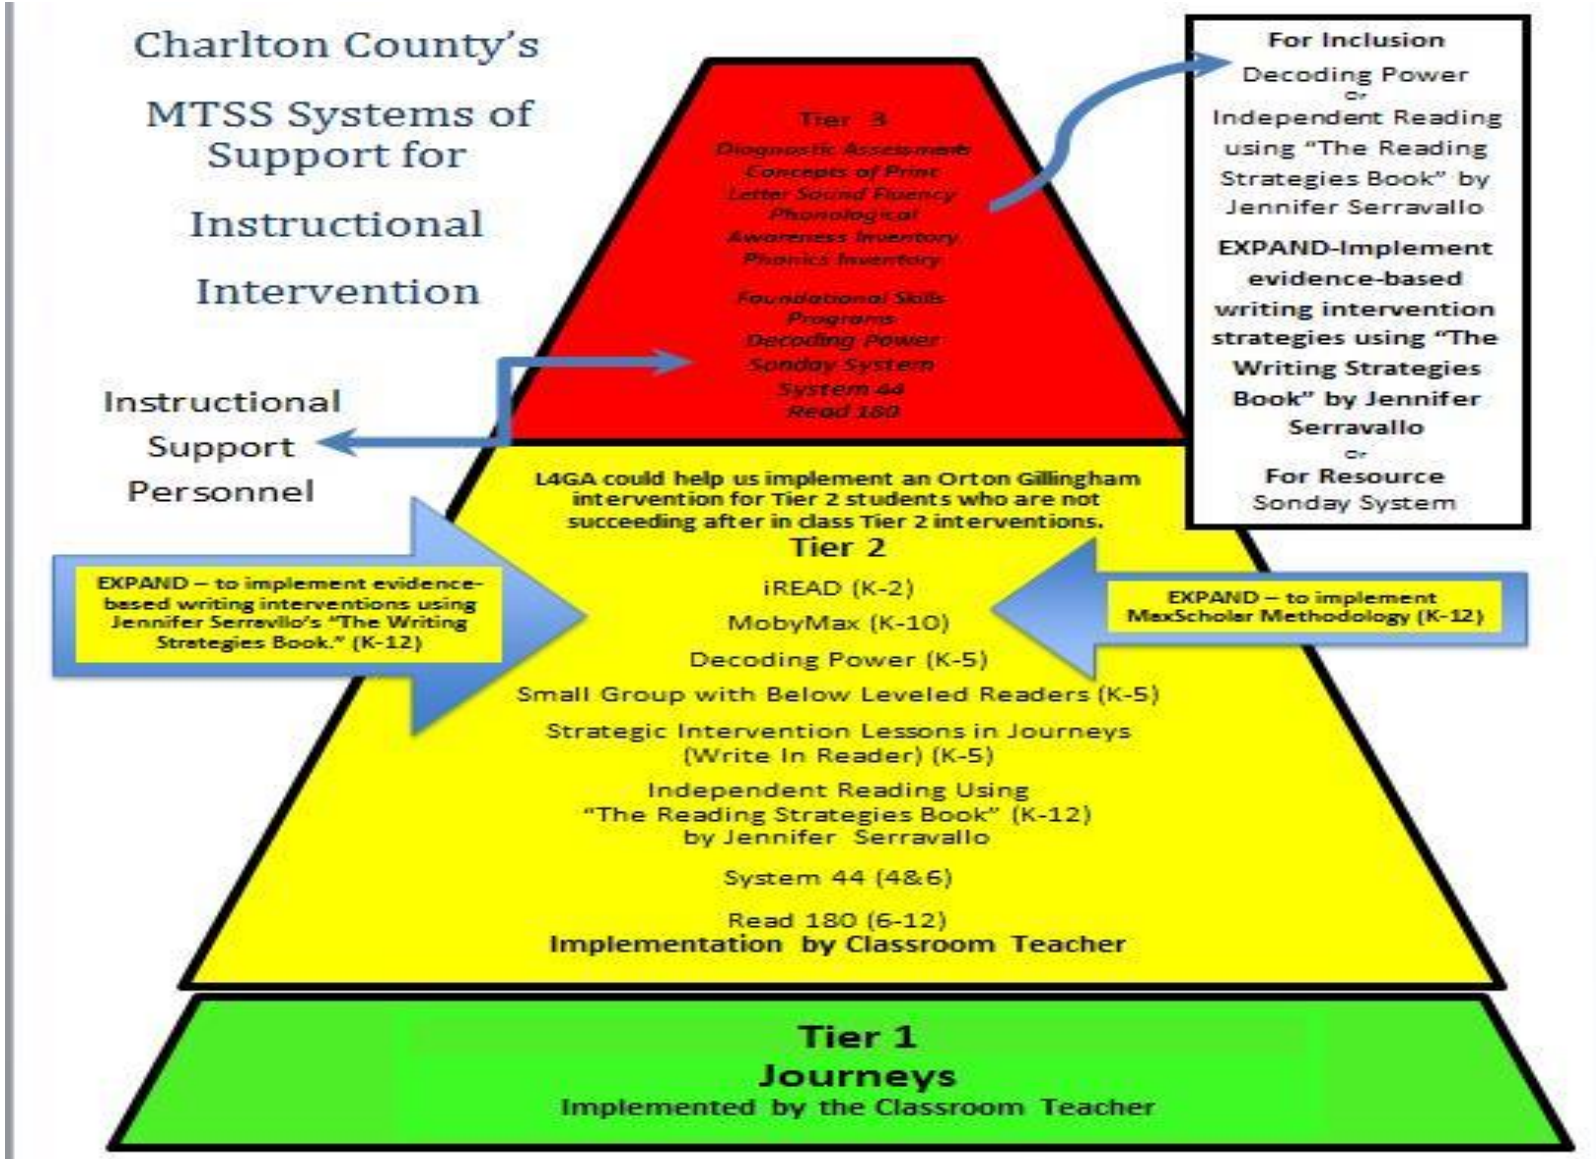 Charlton County's
MTSS Systems of
Support for
Instructional
Intervention
Tier 3
Diagnostic Assessments
Concepts of Print
Letter Sound Fluency
Phonological
Awareness Inventory
Phonics Inventory
Foundational Skills
Programs
Decoding Power
Sonday System
System 44
Read 180
For Inclusion
Decoding Power
Or
Independent Reading
using “The Reading
Strategies Book” by
Jennifer Serravallo
EXPAND-Implement
evidence-based
writing intervention
strategies using “The
Writing Strategies
Book” by Jennifer
Serravallo
Or
For Resource
Sonday System
Instructional
Support
Personnel
L4GA could help us implement an Orton Gillingham
intervention for Tier 2 students who are not
succeeding after in class Tier 2 interventions.
Tier 2
iREAD (K-2)
MobyMax (K-10)
Decoding Power (K-5)
Small Group with Below Leveled Readers (K-5)
Strategic Intervention Lessons in Journeys
(Write In Reader) (K-5)
Independent Reading Using
“The Reading Strategies Book” (K-12)
by Jennifer Serravallo
System 44 (4&6)
Read 180 (6-12)
Implementation by Classroom Teacher
EXPAND – to implement evidence-
based writing interventions using
Jennifer Serravllo's “The Writing
Strategies Book.” (K-12)
EXPAND – to implement
MaxScholar Methodology (K-12)
Tier 1
Journeys
Implemented by the Classroom Teacher